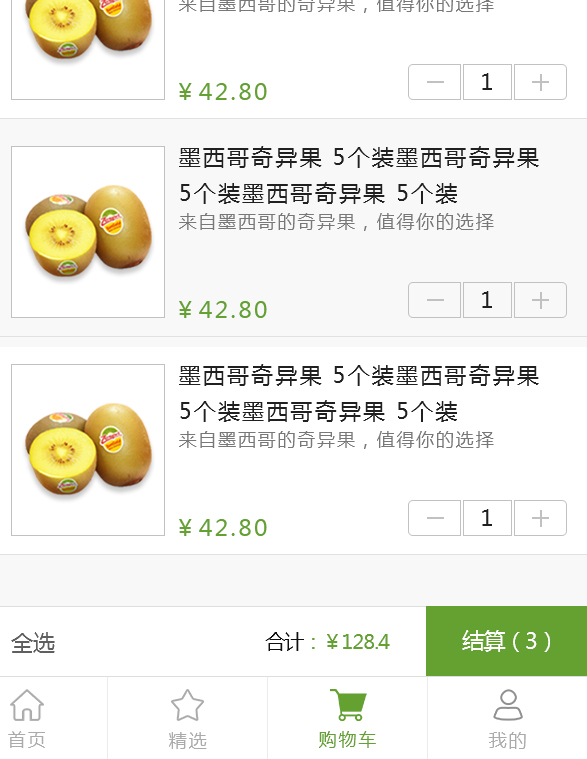 来自墨西哥的奇异果，值得你的选择
¥ 42.80
1
墨西哥奇异果 5个装墨西哥奇异果
5个装墨西哥奇异果 5个装
来自墨西哥的奇异果，值得你的选择
¥ 42.80
1
墨西哥奇异果 5个装墨西哥奇异果
5个装墨西哥奇异果 5个装
来自墨西哥的奇异果，值得你的选择
¥ 42.80
1
全选
合计：¥128.4
结算（3）
首页
精选
购物车
我的